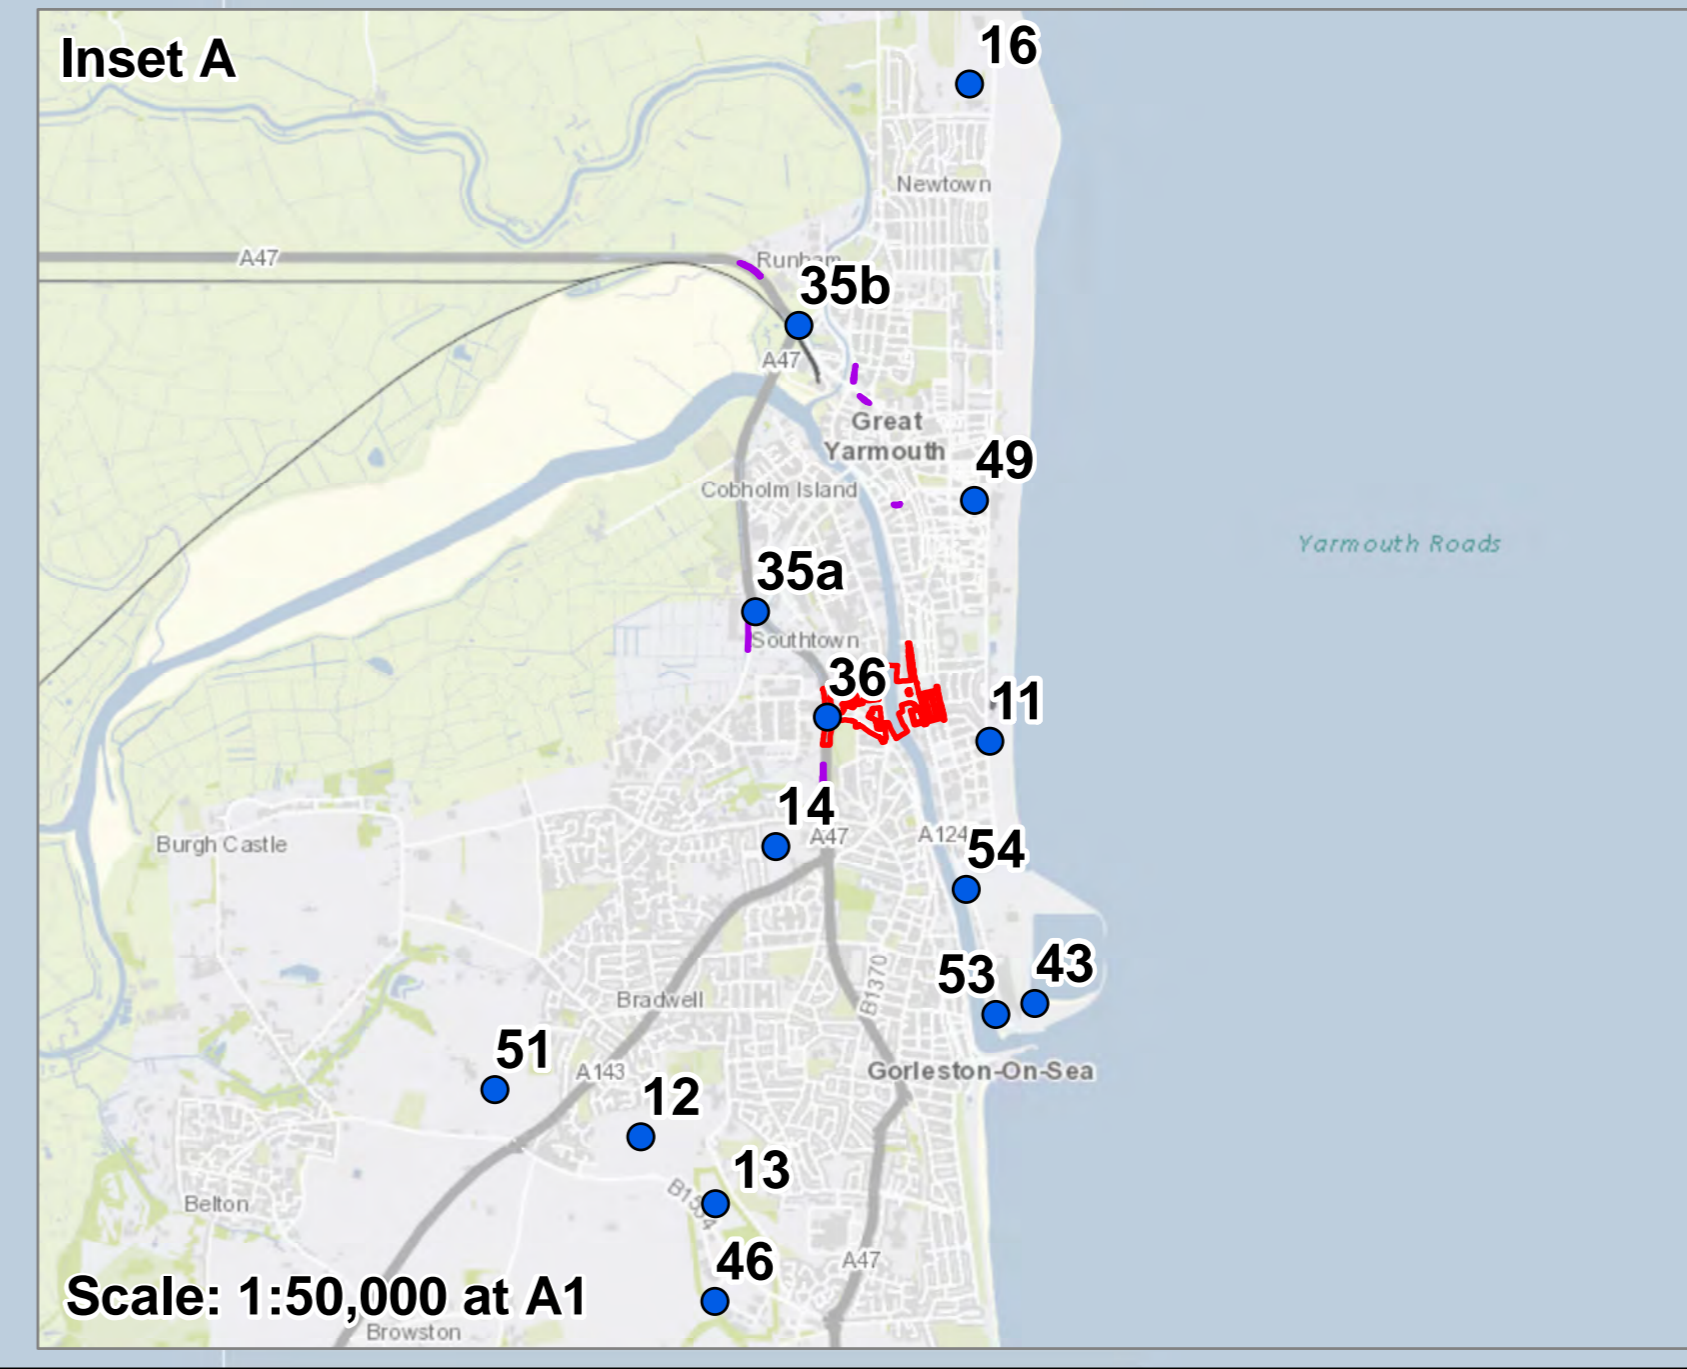 Inset A
16
Newtown
A47
Runham
35b
A47
Great
Yarmouth
49
Cobholm Island
Yarmouth Roads
35a
Southtown
36
11
14
A47
A124
54
Burgh Castle
53
43
B1370
Bradwell
51
A143
Gorleston-On-Sea
12
13
Belton
46
A47
Scale: 1:50,000 at A1
Browston